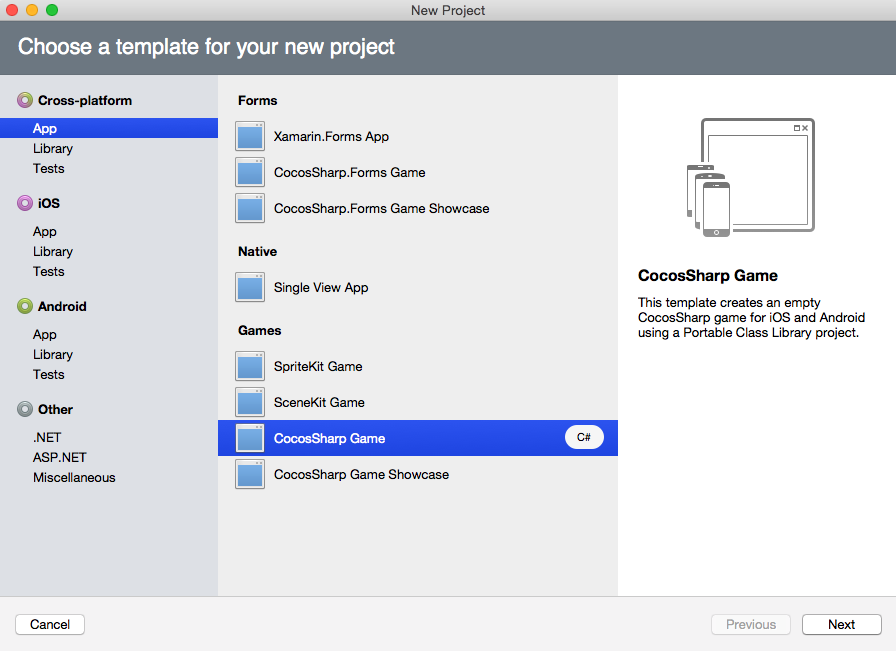 New Project
Choose a template for your new project
Cross-platform
App
Library
Tests
iOS
App
Library
Tests
Android
App
Library
Tests
Other
.NET
ASP.NET
Miscellaneous
Forms
Xamarin.Forms App
CocosSharp.Forms Game
CocosSharp.Forms Game Showcase
Native
Single View App
Games
SpriteKit Game
SceneKit Game
CocosSharp Game C#
CocosSharp Game Showcase
CocosSharp Game
This template creates an empty
CocosSharp game for iOS and Android
using a Portable Class Library project.
Cancel
Previous
Next